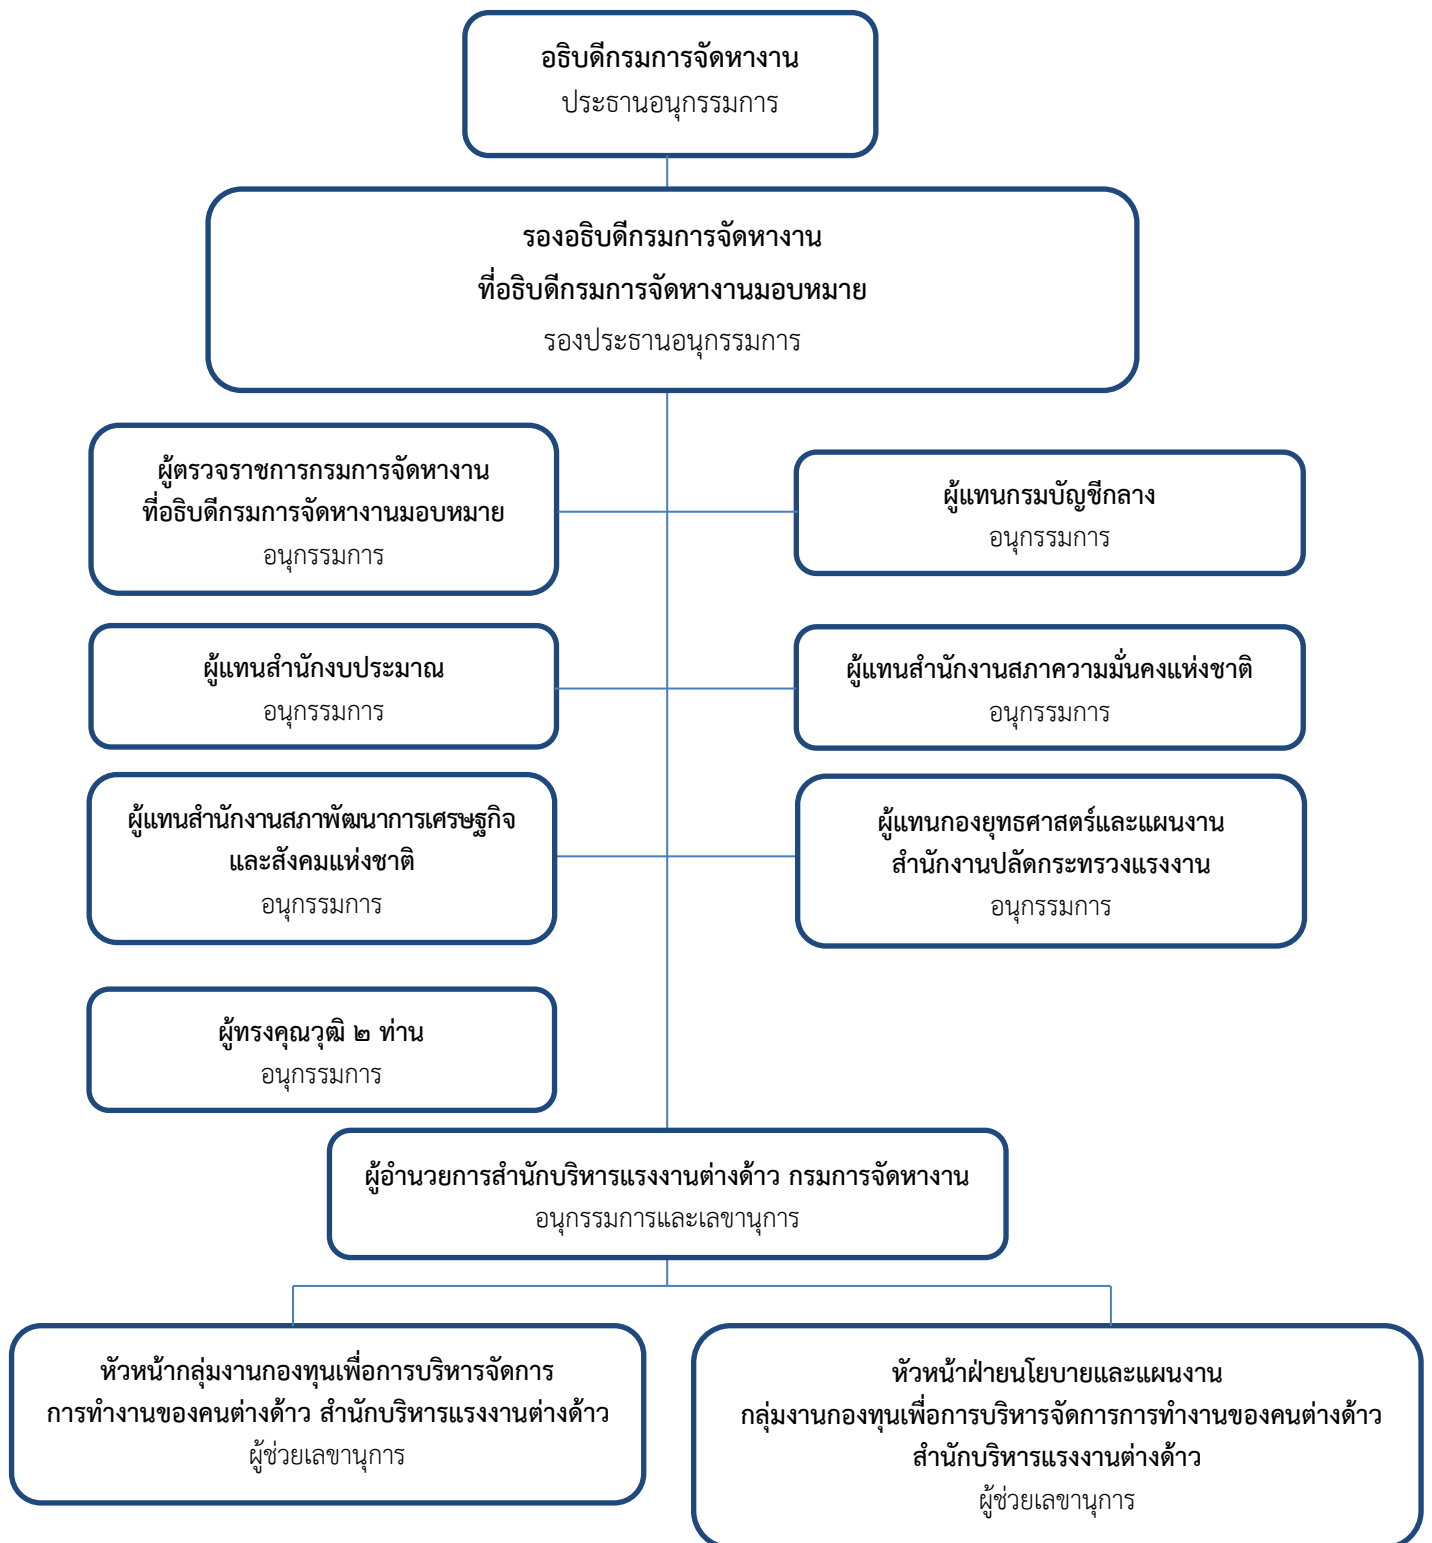 อธิบดีกรมการจัดหางาน
ประธานอนุกรรมการ
รองอธิบดีกรมการจัดหางาน
ที่อธิบดีกรมการจัดหางานมอบหมาย
รองประธานอนุกรรมการ
ผู้ตรวจราชการกรมการจัดหางาน
ที่อธิบดีกรมการจัดหางานมอบหมาย
อนุกรรมการ
ผู้แทนกรมบัญชีกลาง
อนุกรรมการ
ผู้แทนสำนักงบประมาณ
อนุกรรมการ
ผู้แทนสำนักงานสภาความมั่นคงแห่งชาติ
อนุกรรมการ
ผู้แทนสำนักงานสภาพัฒนาการเศรษฐกิจ
และสังคมแห่งชาติ
อนุกรรมการ
ผู้แทนกองยุทธศาสตร์และแผนงาน
สำนักงานปลัดกระทรวงแรงงาน
อนุกรรมการ
ผู้ทรงคุณวุฒิ ๒ ท่าน
อนุกรรมการ
ผู้อำนวยการสำนักบริหารแรงงานต่างด้าว กรมการจัดหางาน
อนุกรรมการและเลขานุการ
หัวหน้ากลุ่มงานกองทุนเพื่อการบริหารจัดการ
การทำงานของคนต่างด้าว สำนักบริหารแรงงานต่างด้าว
ผู้ช่วยเลขานุการ
หัวหน้าฝ่ายนโยบายและแผนงาน
กลุ่มงานกองทุนเพื่อการบริหารจัดการการทำงานของคนต่างด้าว
สำนักบริหารแรงงานต่างด้าว
ผู้ช่วยเลขานุการ